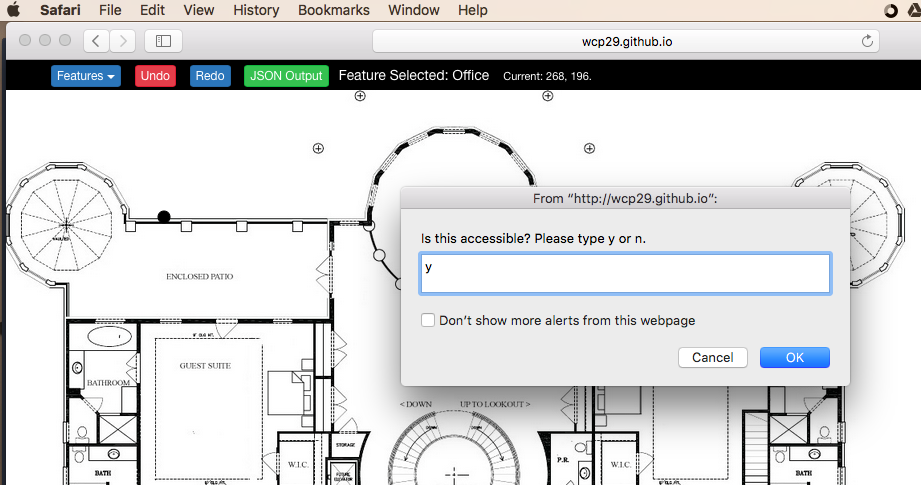 Safari File Edit View History Bookmarks Window Help
wcp29.github.io
Features Undo Redo JSON Output Feature Selected: Office Current: 268, 196.
From “http://wcp29.github.io”:
Is this accessible? Please type y or n.
y
Don’t show more alerts from this webpage
Cancel OK
ENCLOSED PATIO
GUEST SUITE
BATHROOM
< DOWN UP TO LOOKOUT >
DOWN DOWN
STORAGE
W.I.C.
P.R.
W.I.C.
BATH
BATH